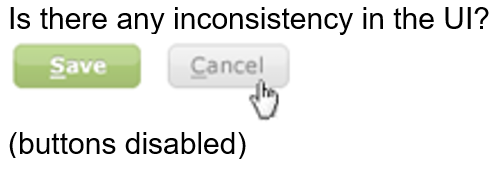 Is there any inconsistency in the UI?
Save Cancel
(buttons disabled)